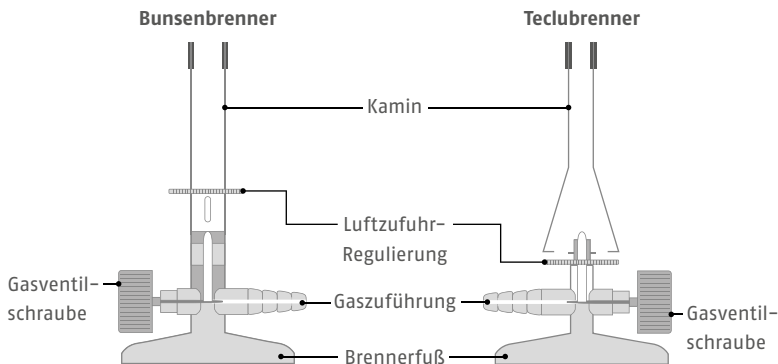 Bunsenbrenner
Teclubrenner
Kamin
Luftzufuhr-
Regulierung
Gasventil-
schraube
Gaszuführung
Gasventil-
schraube
Brennerfuß